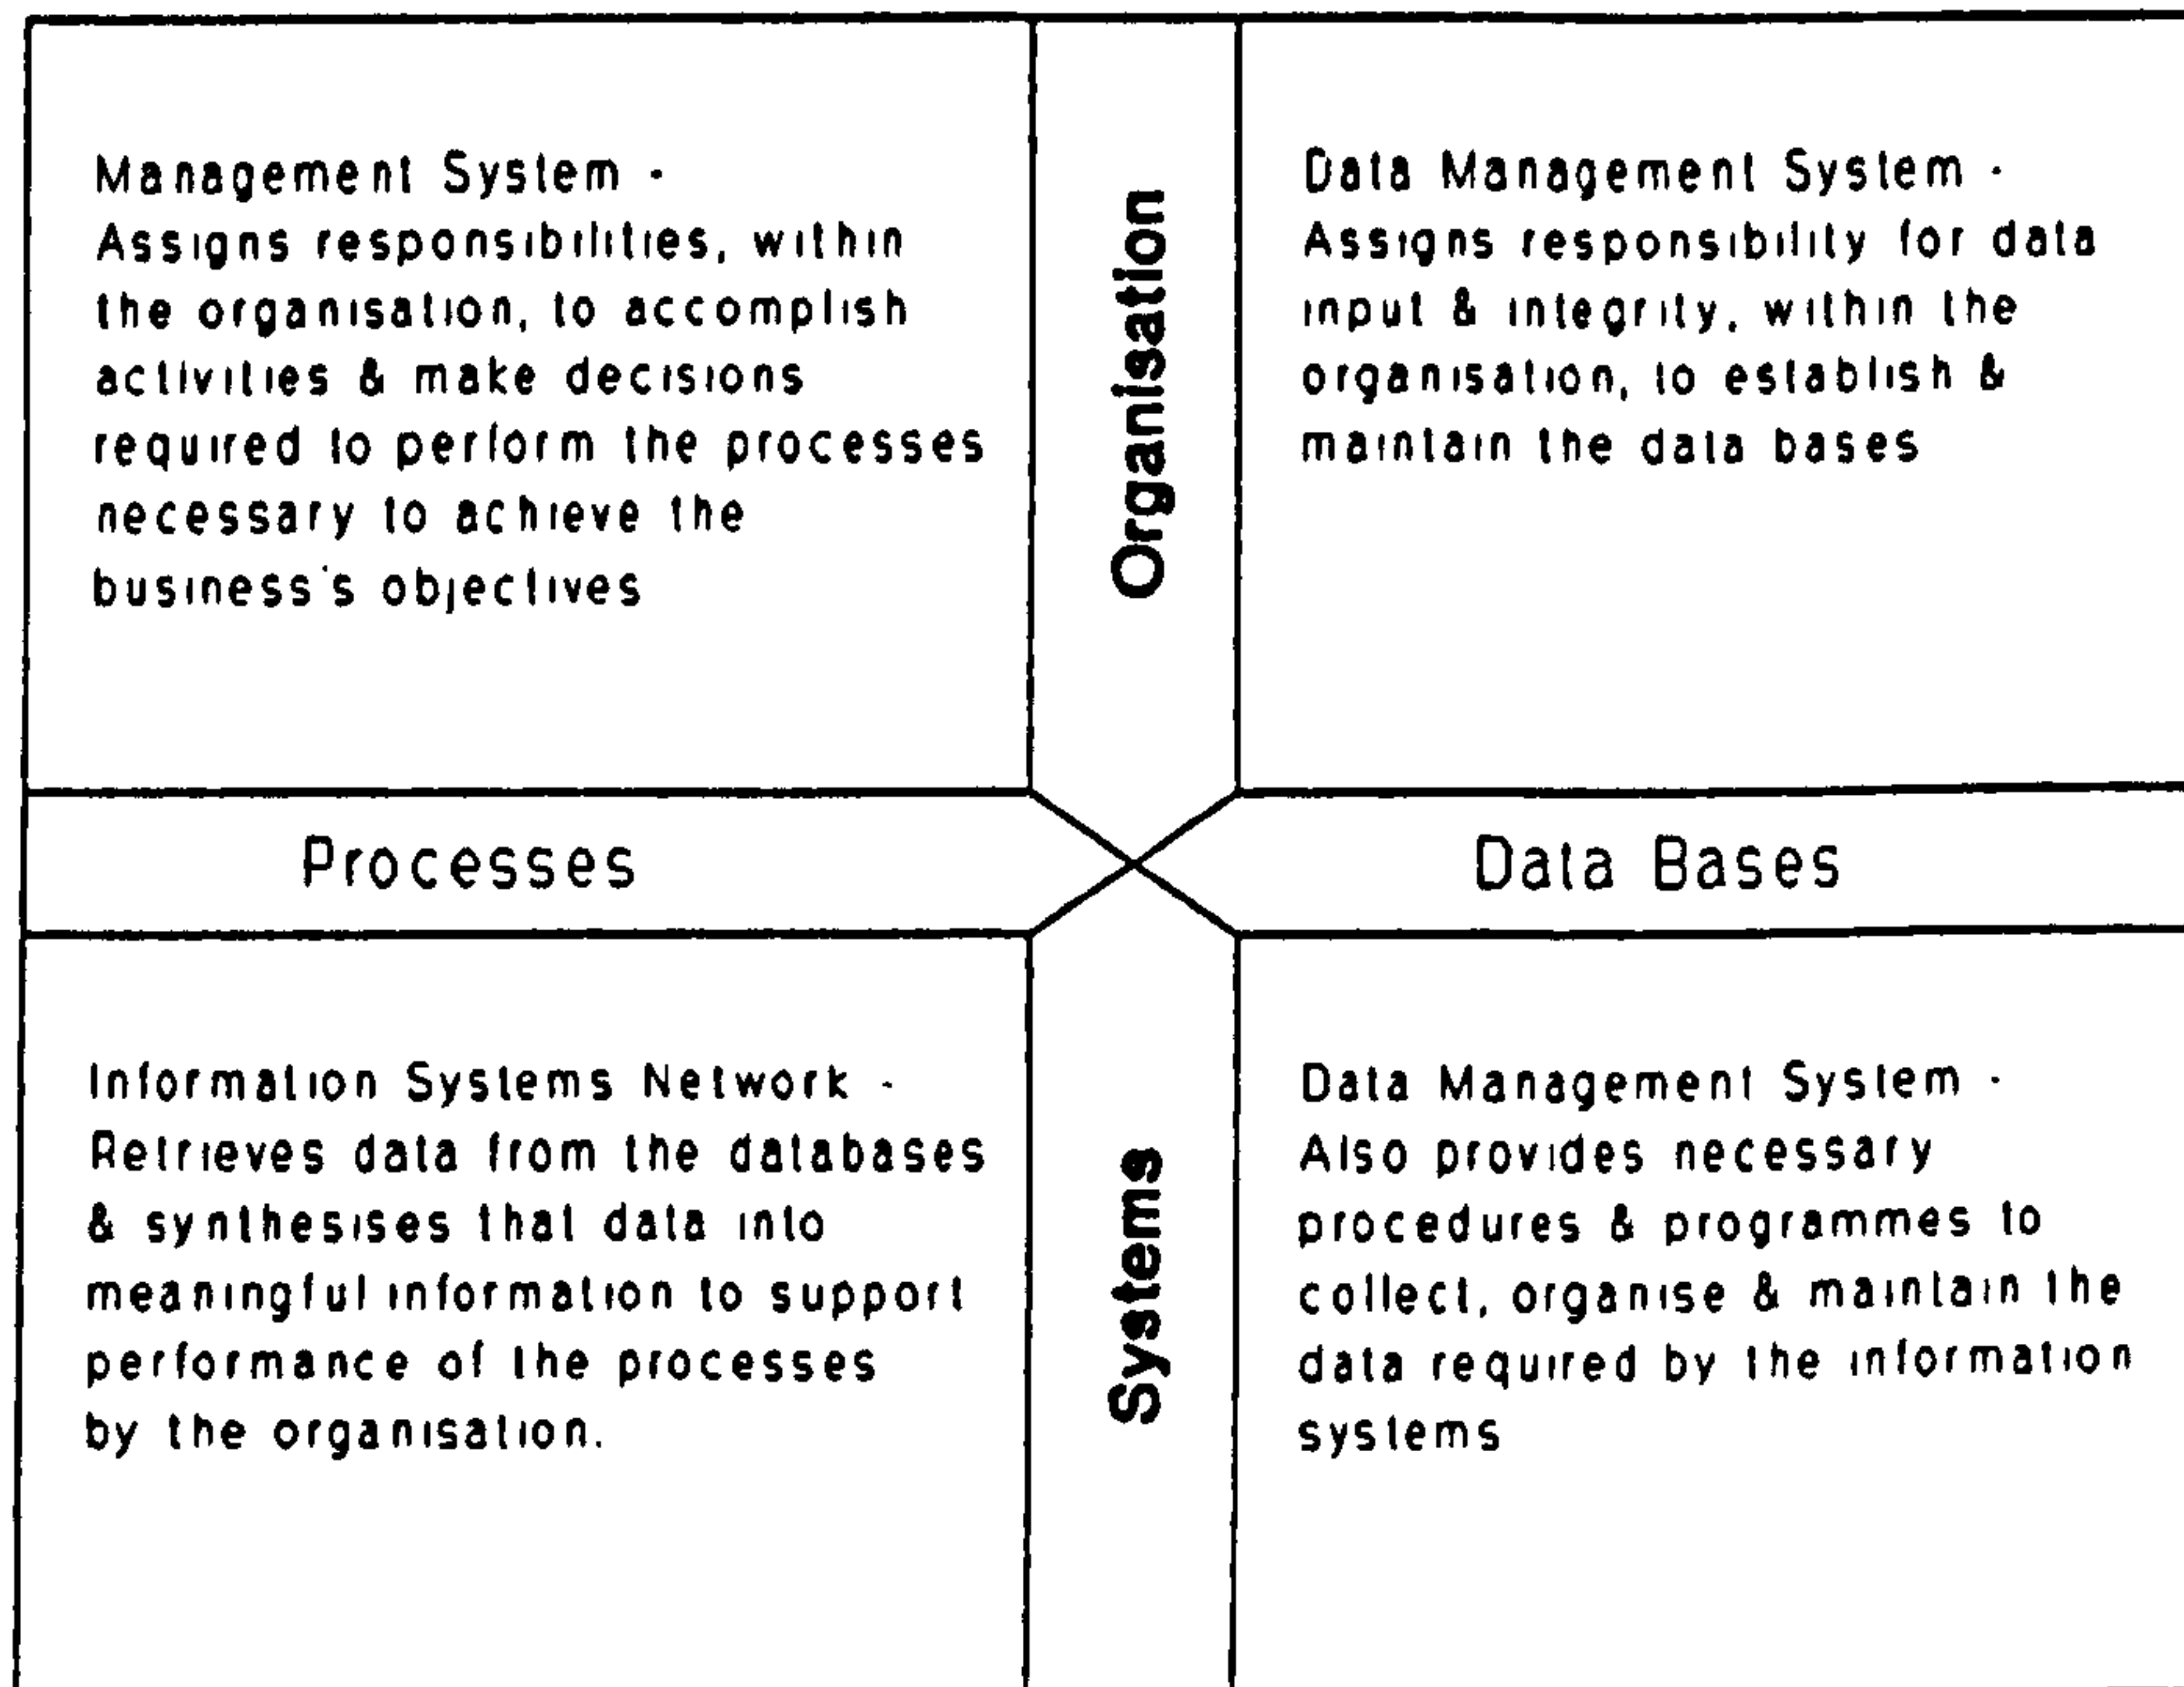 Management System -
Assigns responsibilities, within
the organisation, to accomplish
activities & make decisions
required to perform the processes
necessary to achieve the
business's objectives
Organisation
Data Management System -
Assigns responsibility for data
input & integrity, within the
organisation, to establish &
maintain the data bases
Processes
Data Bases
Information Systems Network -
Retrieves data from the databases
& synthesises that data into
meaningful information to support
performance of the processes
by the organisation.
Systems
Data Management System -
Also provides necessary
procedures & programmes to
collect, organise & maintain the
data required by the information
systems